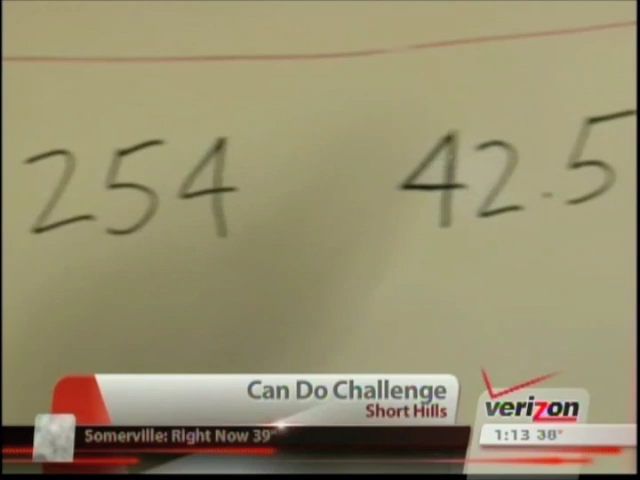 254 42.5
Can Do Challenge
Short Hills
verizon
Somerville: Right Now 39°
1:13 38°